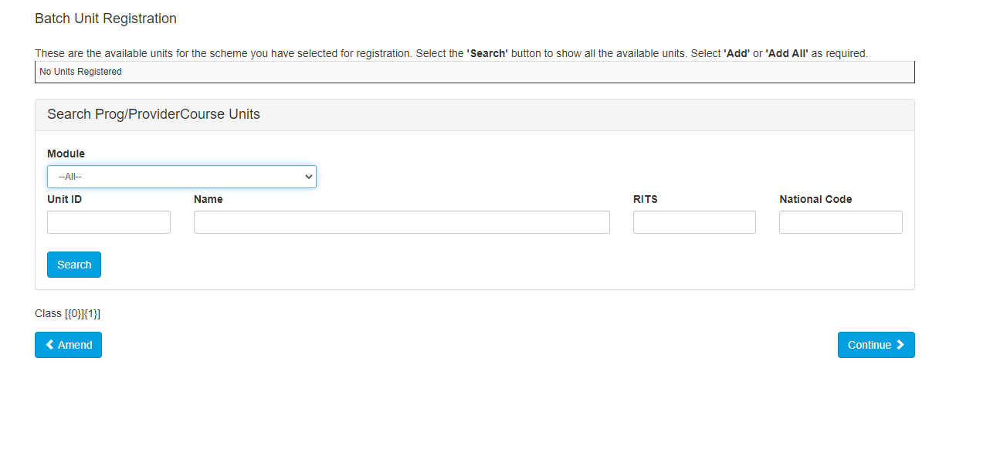 Batch Unit Registration
These are the available units for the scheme you have selected for registration. Select the 'Search' button to show all the available units. Select 'Add' or 'Add All' as required.
No Units Registered
Search Prog/ProviderCourse Units
Module
--All--
Unit ID Name RITS National Code
Search
Class [{0}]{1}]
Amend Continue